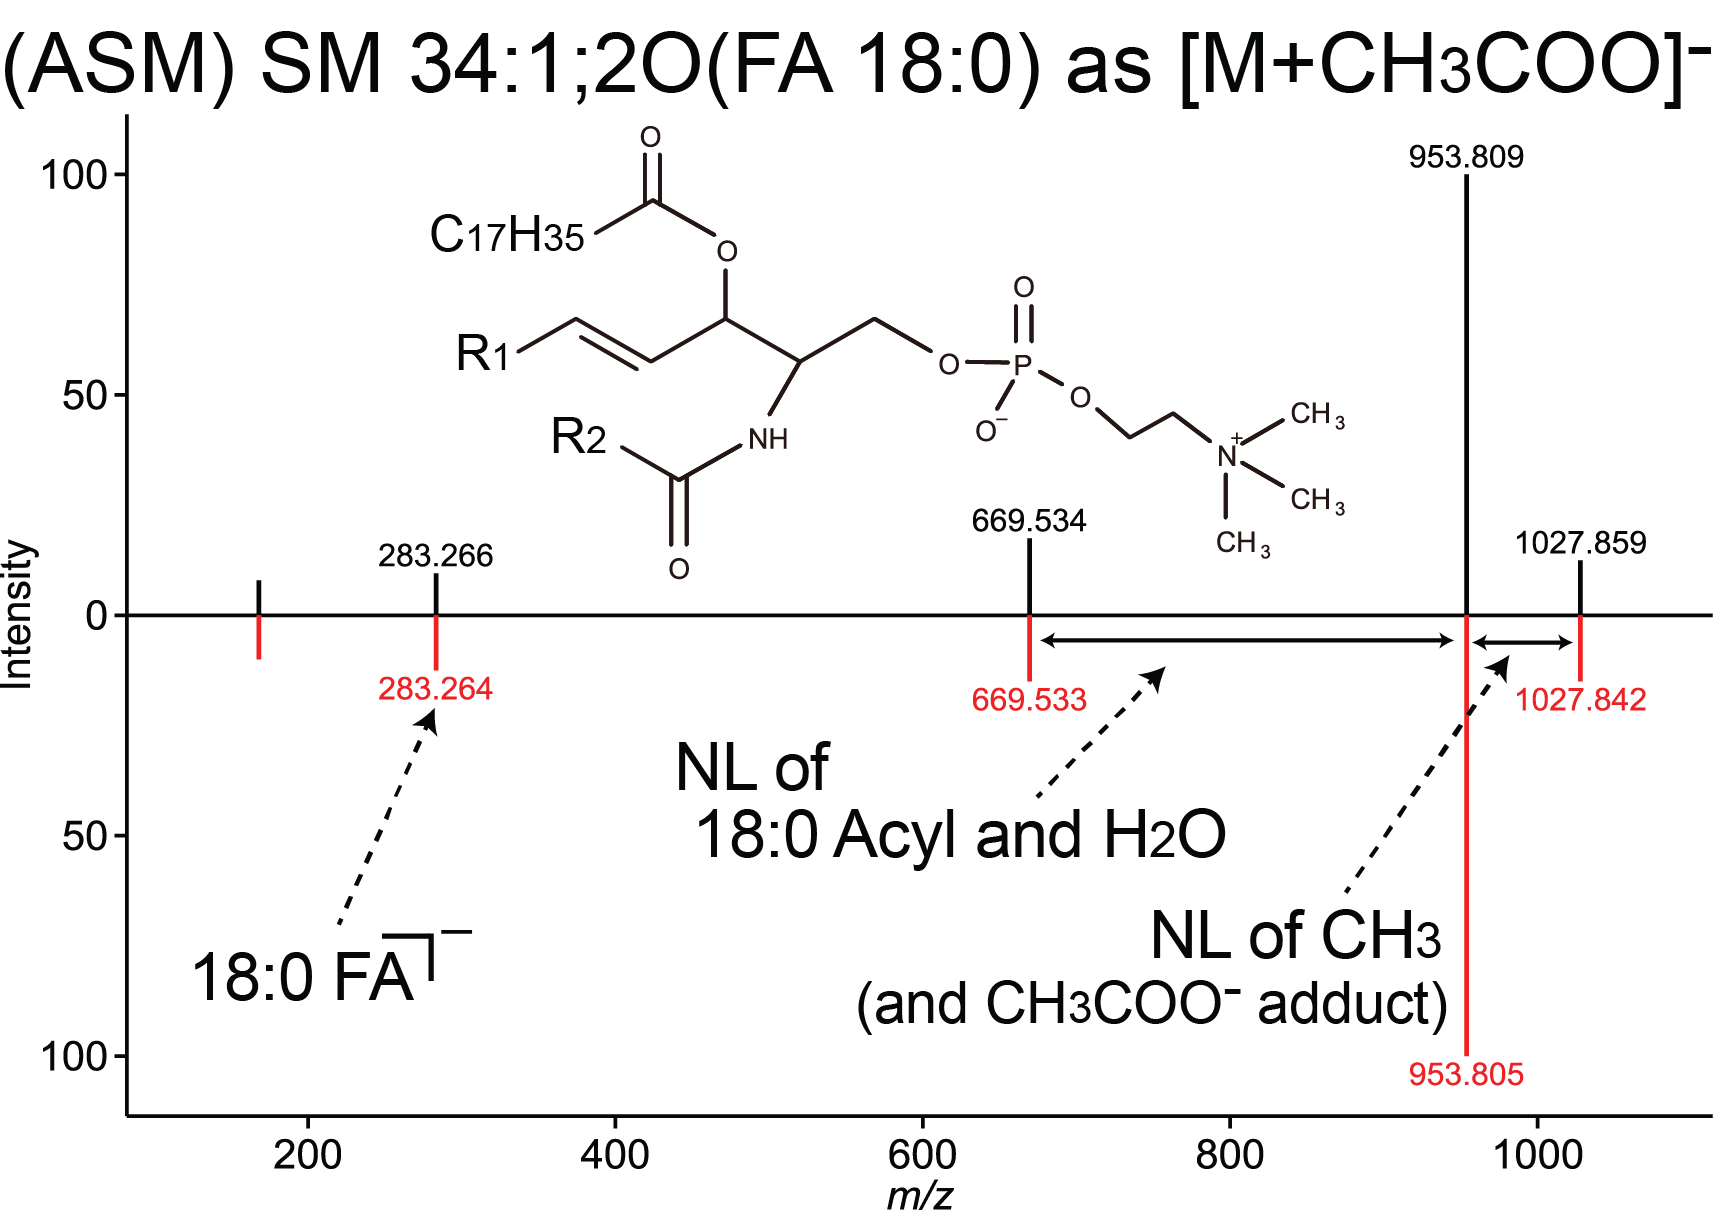 (ASM) SM 34:1;2O(FA 18:0) as [M+CH3COO]-
100
50
0
50
100
Intensity
O
C17H35
O
R1
R2
NH
O
O
O
P
O-
O
N+
CH3
CH3
CH3
953.809
669.534
1027.859
283.266
283.264
669.533
1027.842
NL of
18:0 Acyl and H2O
NL of CH3
(and CH3COO- adduct)
18:0 FA -
953.805
200
400
600
800
1000
m/z